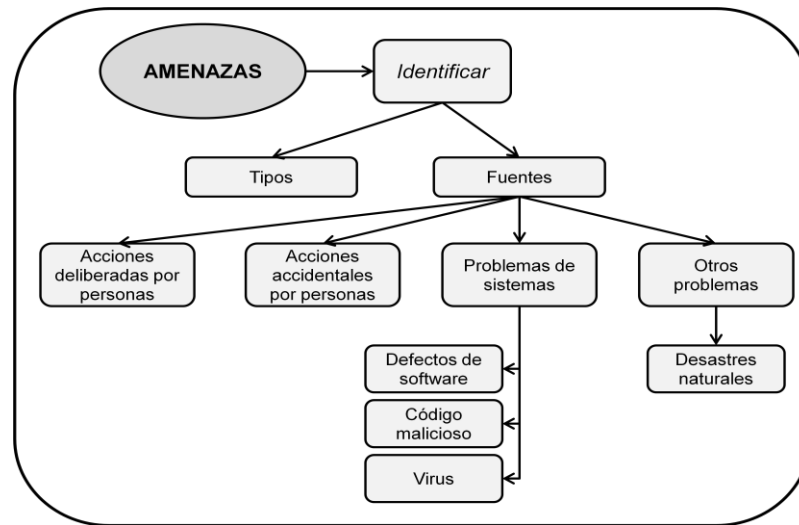 AMENAZAS
Identificar
Tipos
Fuentes
Acciones
deliberadas por
personas
Acciones
accidentales
por personas
Problemas de
sistemas
Otros
problemas
Defectos de
software
Código
malicioso
Virus
Desastres
naturales